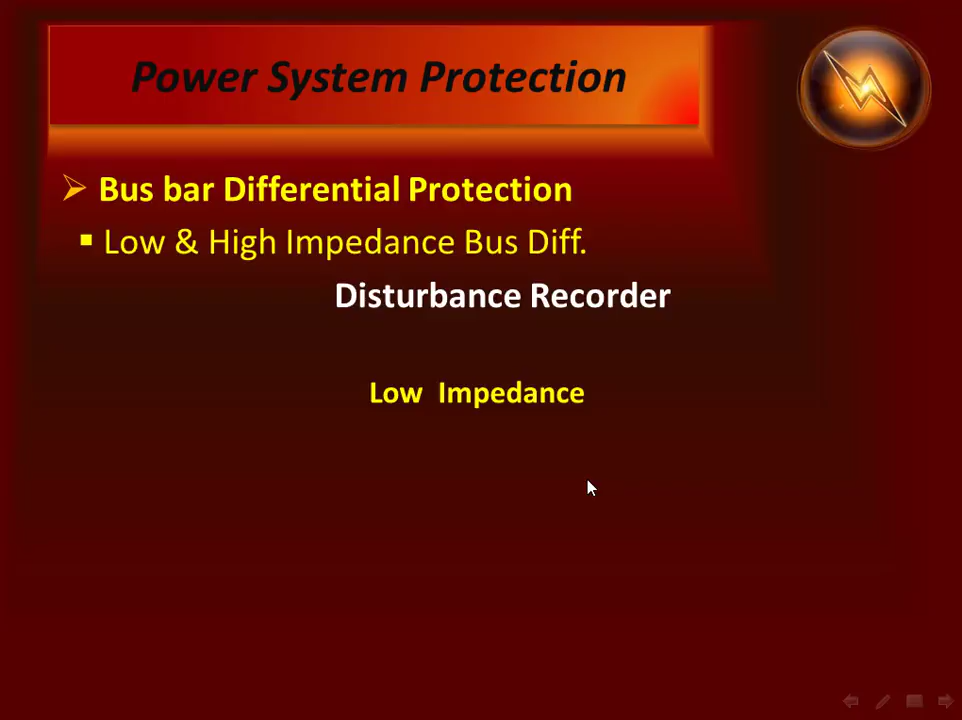 Power System Protection
Bus bar Differential Protection
Low & High Impedance Bus Diff.
Disturbance Recorder
Low Impedance